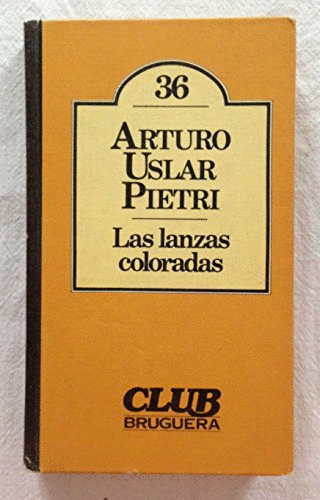 36
ARTURO
USLAR
PIETRI
Las lanzas
coloradas
CLUB
BRUGUERA